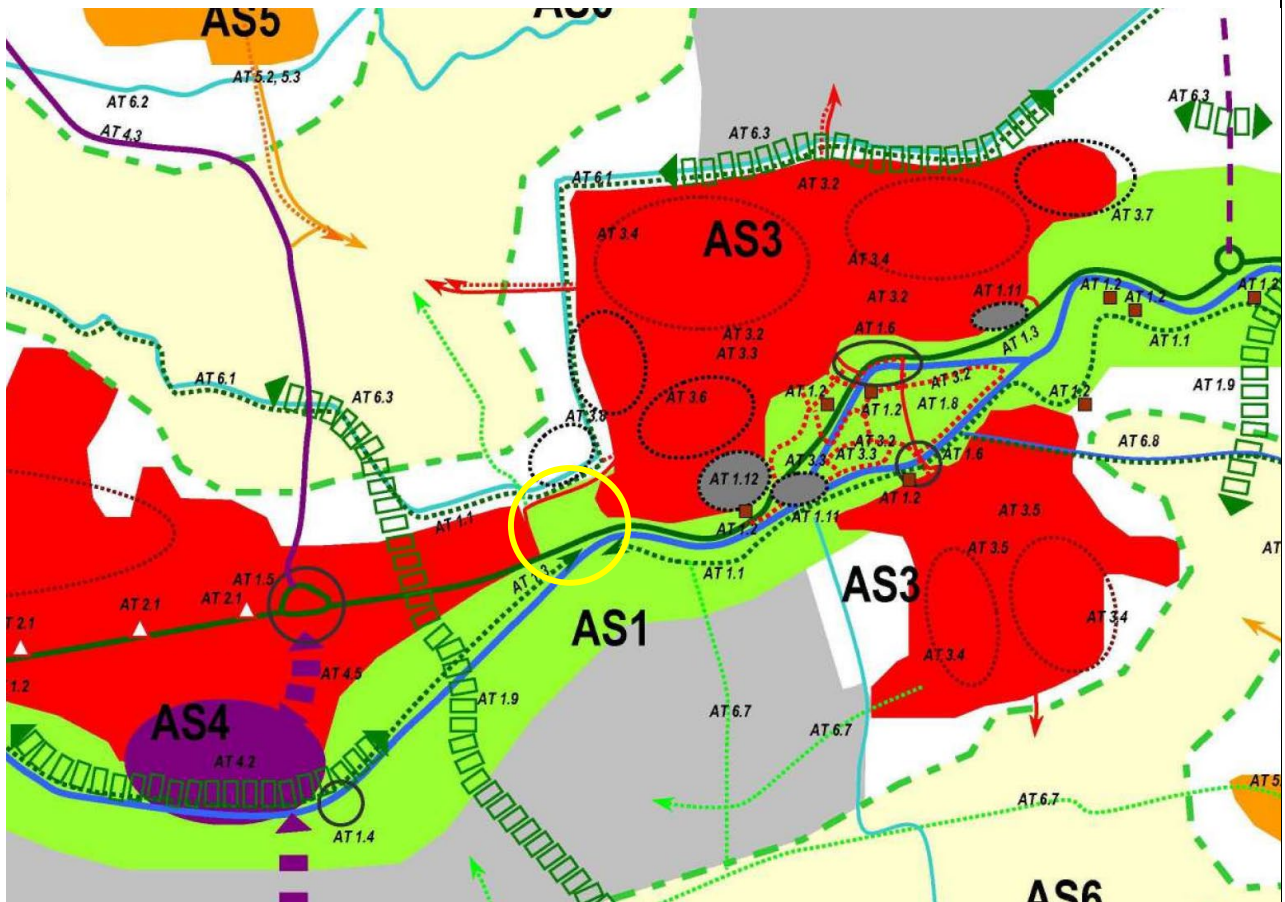 AS5
AT 5.2, 5.3
AT 6.2
AT 4.3
AT 6.3
AT 6.3
AT 6.1
AT 3.2
AT 3.7
AT 3.4
AS3
AT 3.4
AT 3.2
AT 1.11
AT 1.2
AT 1.2
AT 1.2
AT 3.2
AT 3.3
AT 1.6
AT 1.3
AT 1.1
AT 6.1
AT 6.3
AT 3.6
AT 1.2
AT 1.2
AT 3.2
AT 1.8
AT 1.2
AT 1.9
AT 3.2
AT 3.3
AT 3.3
AT 1.6
AT 6.8
AT 1.12
AT 1.2
AT 1.1
AT 1.2
AT 1.11
AT 3.5
AT 3.5
AT
AT 1.3
AT 1.1
AT 1.5
AT 2.1
AT 2.1
AS3
AS1
AT 3.4
AT 3.4
AT 4.5
AT 1.9
AT 6.7
AT 6.7
AS4
AT 4.2
AT 1.4
AT 6.7
AS6